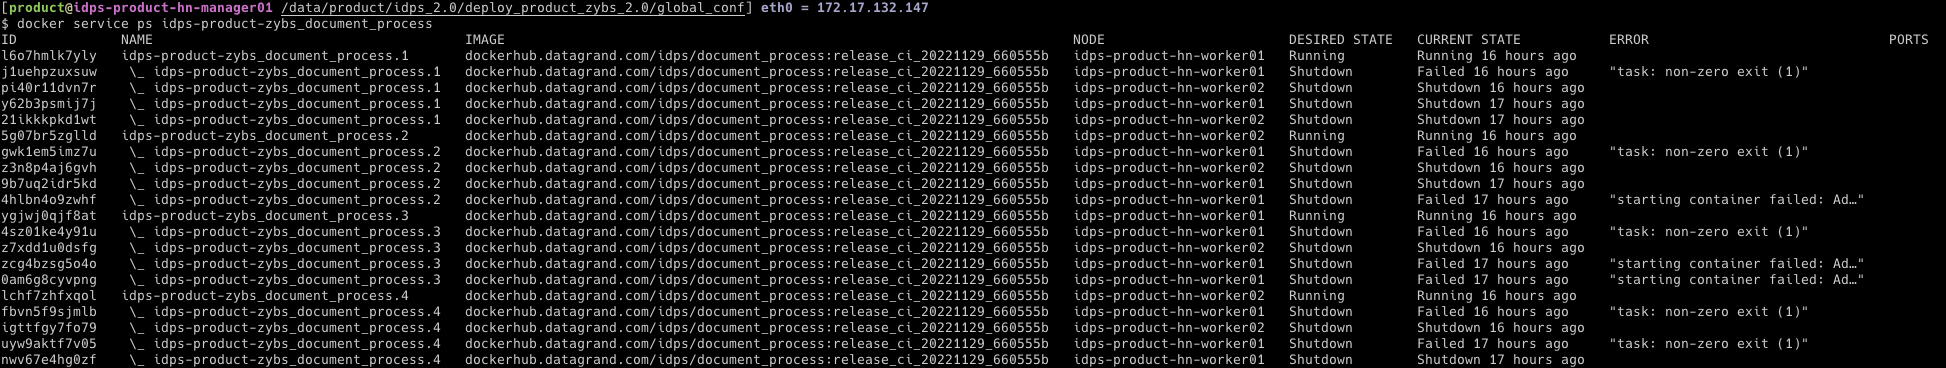 [product@idps-product-hn-manager01 /data/product/idps_2.0/deploy_product_zybs_2.0/global_conf] eth0 = 172.17.132.147
$ docker service ps idps-product-zybs_document_process
ID NAME IMAGE NODE DESIRED STATE CURRENT STATE ERROR PORTS
l6o7hmlk7yly idps-product-zybs_document_process.1 dockerhub.datagrand.com/idps/document_process:release_ci_20221129_660555b idps-product-hn-worker01 Running Running 16 hours ago
j1uehpzuxsuw \_ idps-product-zybs_document_process.1 dockerhub.datagrand.com/idps/document_process:release_ci_20221129_660555b idps-product-hn-worker01 Shutdown Failed 16 hours ago "task: non-zero exit (1)"
pi40r11dvn7r \_ idps-product-zybs_document_process.1 dockerhub.datagrand.com/idps/document_process:release_ci_20221129_660555b idps-product-hn-worker02 Shutdown Shutdown 16 hours ago
y62b3psmij7j \_ idps-product-zybs_document_process.1 dockerhub.datagrand.com/idps/document_process:release_ci_20221129_660555b idps-product-hn-worker01 Shutdown Shutdown 17 hours ago
21ikkkpkd1wt \_ idps-product-zybs_document_process.1 dockerhub.datagrand.com/idps/document_process:release_ci_20221129_660555b idps-product-hn-worker02 Shutdown Shutdown 17 hours ago
5g07br5zglld idps-product-zybs_document_process.2 dockerhub.datagrand.com/idps/document_process:release_ci_20221129_660555b idps-product-hn-worker02 Running Running 16 hours ago
gwk1em5imz7u \_ idps-product-zybs_document_process.2 dockerhub.datagrand.com/idps/document_process:release_ci_20221129_660555b idps-product-hn-worker01 Shutdown Failed 16 hours ago "task: non-zero exit (1)"
z3n8p4aj6gvh \_ idps-product-zybs_document_process.2 dockerhub.datagrand.com/idps/document_process:release_ci_20221129_660555b idps-product-hn-worker02 Shutdown Shutdown 16 hours ago
9b7uq2idr5kd \_ idps-product-zybs_document_process.2 dockerhub.datagrand.com/idps/document_process:release_ci_20221129_660555b idps-product-hn-worker01 Shutdown Shutdown 17 hours ago
4hlbn4o9zwhf \_ idps-product-zybs_document_process.2 dockerhub.datagrand.com/idps/document_process:release_ci_20221129_660555b idps-product-hn-worker01 Shutdown Failed 17 hours ago "starting container failed: Ad…"
ygjwj0qjf8at idps-product-zybs_document_process.3 dockerhub.datagrand.com/idps/document_process:release_ci_20221129_660555b idps-product-hn-worker01 Running Running 16 hours ago
4sz01ke4y91u \_ idps-product-zybs_document_process.3 dockerhub.datagrand.com/idps/document_process:release_ci_20221129_660555b idps-product-hn-worker01 Shutdown Failed 16 hours ago "task: non-zero exit (1)"
z7xdd1u0dsfg \_ idps-product-zybs_document_process.3 dockerhub.datagrand.com/idps/document_process:release_ci_20221129_660555b idps-product-hn-worker02 Shutdown Shutdown 16 hours ago
zcg4bzsg5o4o \_ idps-product-zybs_document_process.3 dockerhub.datagrand.com/idps/document_process:release_ci_20221129_660555b idps-product-hn-worker01 Shutdown Failed 17 hours ago "starting container failed: Ad…"
0am6g8cyvpng \_ idps-product-zybs_document_process.3 dockerhub.datagrand.com/idps/document_process:release_ci_20221129_660555b idps-product-hn-worker01 Shutdown Failed 17 hours ago "starting container failed: Ad…"
lchf7zhfxqol idps-product-zybs_document_process.4 dockerhub.datagrand.com/idps/document_process:release_ci_20221129_660555b idps-product-hn-worker02 Running Running 16 hours ago
fbvn5f9sjmlb \_ idps-product-zybs_document_process.4 dockerhub.datagrand.com/idps/document_process:release_ci_20221129_660555b idps-product-hn-worker01 Shutdown Failed 16 hours ago "task: non-zero exit (1)"
igttfgy7fo79 \_ idps-product-zybs_document_process.4 dockerhub.datagrand.com/idps/document_process:release_ci_20221129_660555b idps-product-hn-worker02 Shutdown Shutdown 16 hours ago
uyw9aktf7v05 \_ idps-product-zybs_document_process.4 dockerhub.datagrand.com/idps/document_process:release_ci_20221129_660555b idps-product-hn-worker01 Shutdown Failed 17 hours ago "task: non-zero exit (1)"
nwv67e4hg0zf \_ idps-product-zybs_document_process.4 dockerhub.datagrand.com/idps/document_process:release_ci_20221129_660555b idps-product-hn-worker01 Shutdown Shutdown 17 hours ago